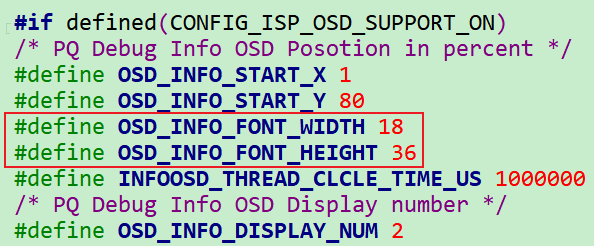 #if defined(CONFIG_ISP_OSD_SUPPORT_ON)
/* PQ Debug Info OSD Posotion in percent */
#define OSD_INFO_START_X 1
#define OSD_INFO_START_Y 80
#define OSD_INFO_FONT_WIDTH 18
#define OSD_INFO_FONT_HEIGHT 36
#define INFOOSD_THREAD_CLCLE_TIME_US 1000000
/* PQ Debug Info OSD Display number */
#define OSD_INFO_DISPLAY_NUM 2